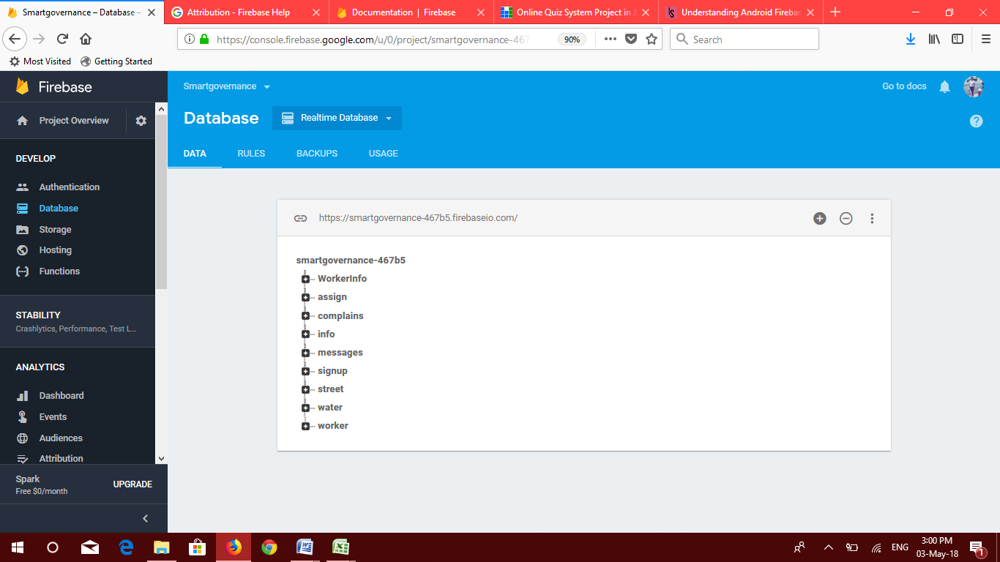 Smartgovernance – Database –
Attribution - Firebase Help
Documentation | Firebase
Online Quiz System Project in J
Understanding Android Firebas
https://console.firebase.google.com/u/0/project/smartgovernance-467
90%
Search
Most Visited
Getting Started
Firebase
Smartgovernance
Go to docs
Project Overview
Database
Realtime Database
DATA
RULES
BACKUPS
USAGE
DEVELOP
Authentication
Database
Storage
Hosting
Functions
STABILITY
Crashlytics, Performance, Test L...
ANALYTICS
Dashboard
Events
Audiences
Attribution
Spark
Free $0/month
UPGRADE
https://smartgovernance-467b5.firebaseio.com/
smartgovernance-467b5
WorkerInfo
assign
complains
info
messages
signup
street
water
worker
ENG
3:00 PM
03-May-18
1